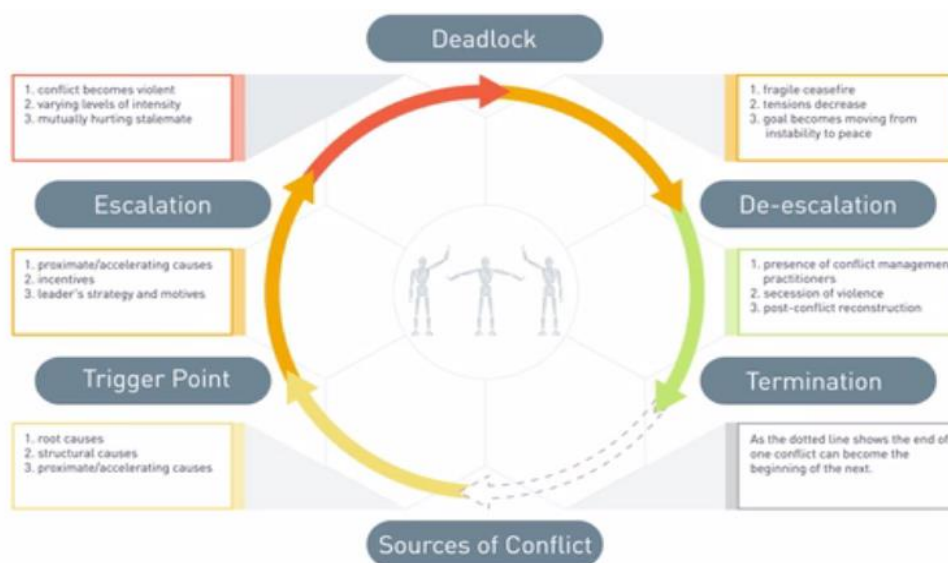 Deadlock
1. conflict becomes violent
2. varying levels of intensity
3. mutually hurting stalemate
1. fragile ceasefire
2. tensions decrease
3. goal becomes moving from
instability to peace
Escalation
De-escalation
1. proximate/accelerating causes
2. incentives
3. leader's strategy and motives
1. presence of conflict management
practitioners
2. secession of violence
3. post-conflict reconstruction
Trigger Point
Termination
1. root causes
2. structural causes
3. proximate/accelerating causes
As the dotted line shows the end of
one conflict can become the
beginning of the next.
Sources of Conflict